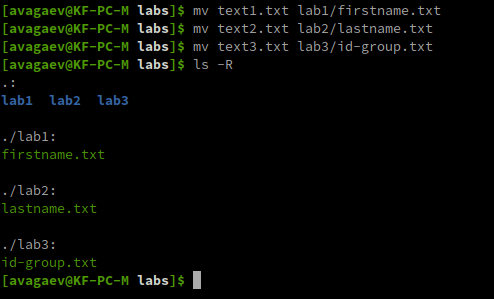 [avagaev@KF-PC-M labs]$ mv text1.txt lab1/firstname.txt
[avagaev@KF-PC-M labs]$ mv text2.txt lab2/lastname.txt
[avagaev@KF-PC-M labs]$ mv text3.txt lab3/id-group.txt
[avagaev@KF-PC-M labs]$ ls -R
.:
lab1  lab2  lab3

./lab1:
firstname.txt

./lab2:
lastname.txt

./lab3:
id-group.txt
[avagaev@KF-PC-M labs]$